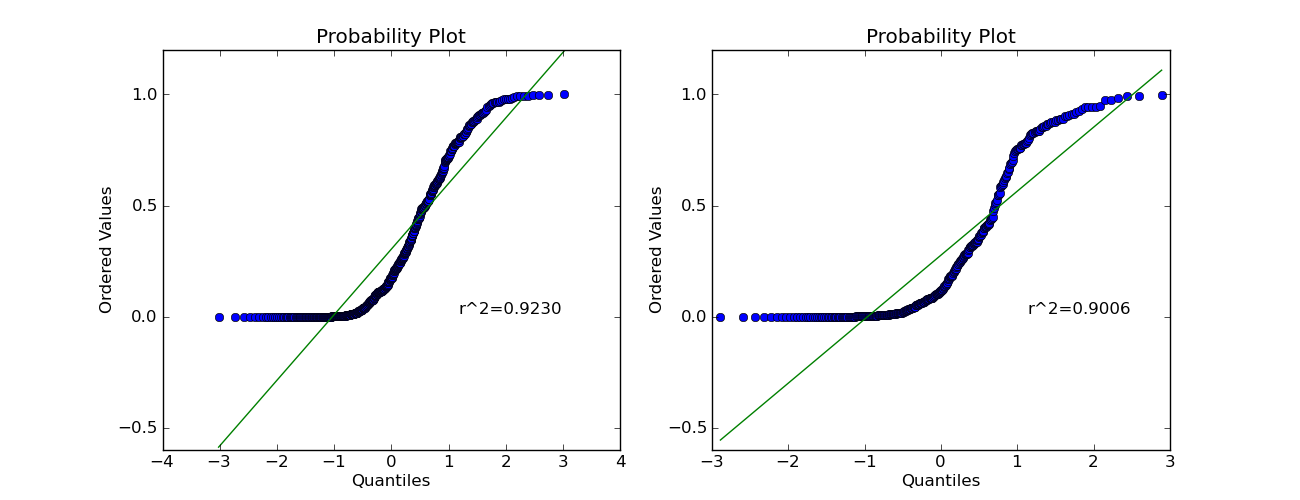 Probability Plot
1.0
0.5
0.0
−0.5
Ordered Values
r^2=0.9230
−4 −3 −2 −1 0 1 2 3 4
Quantiles
Probability Plot
1.0
0.5
0.0
−0.5
Ordered Values
r^2=0.9006
−3 −2 −1 0 1 2 3
Quantiles